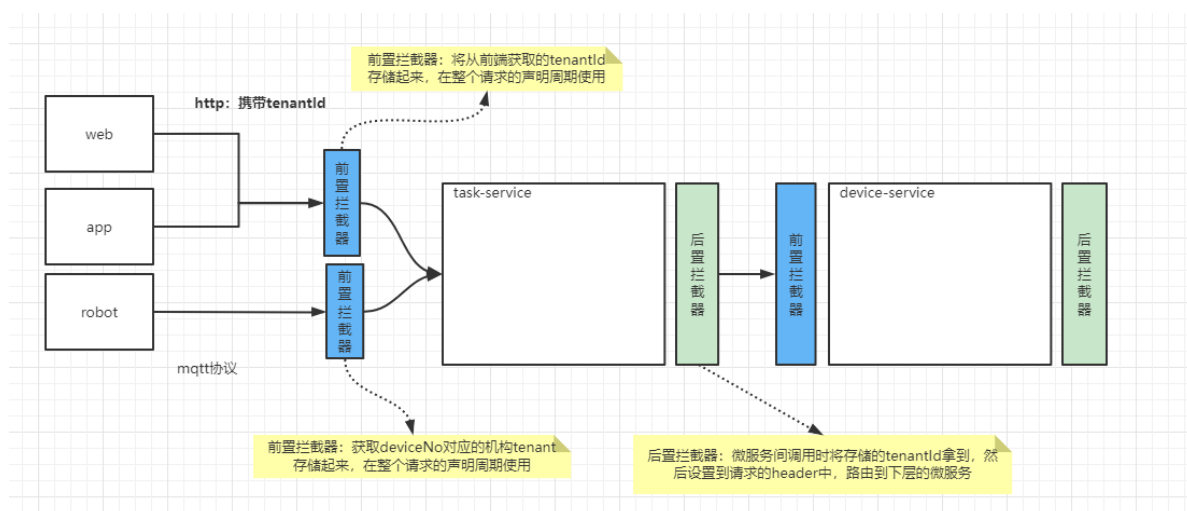 前置拦截器：将从前端获取的tenantId
存储起来，在整个请求的声明周期使用
http：携带tenantId
web
app
robot
mqtt协议
前
置
拦
截
器
前
置
拦
截
器
task-service
后
置
拦
截
器
前
置
拦
截
器
device-service
后
置
拦
截
器
前置拦截器：获取deviceNo对应的机构tenant
存储起来，在整个请求的声明周期使用
后置拦截器：微服务间调用时将存储的tenantId拿到，然
后设置到请求的header中，路由到下层的微服务